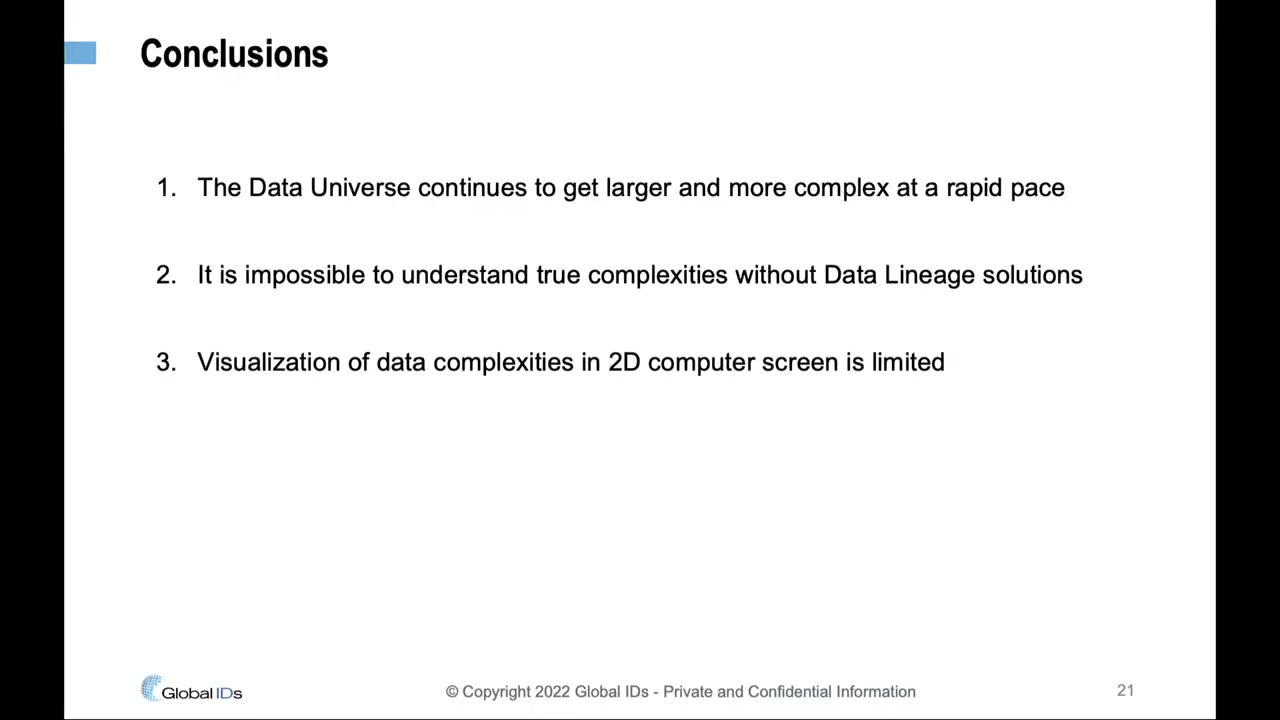 Conclusions
1. The Data Universe continues to get larger and more complex at a rapid pace
2. It is impossible to understand true complexities without Data Lineage solutions
3. Visualization of data complexities in 2D computer screen is limited
Global IDs
© Copyright 2022 Global IDs - Private and Confidential Information
21